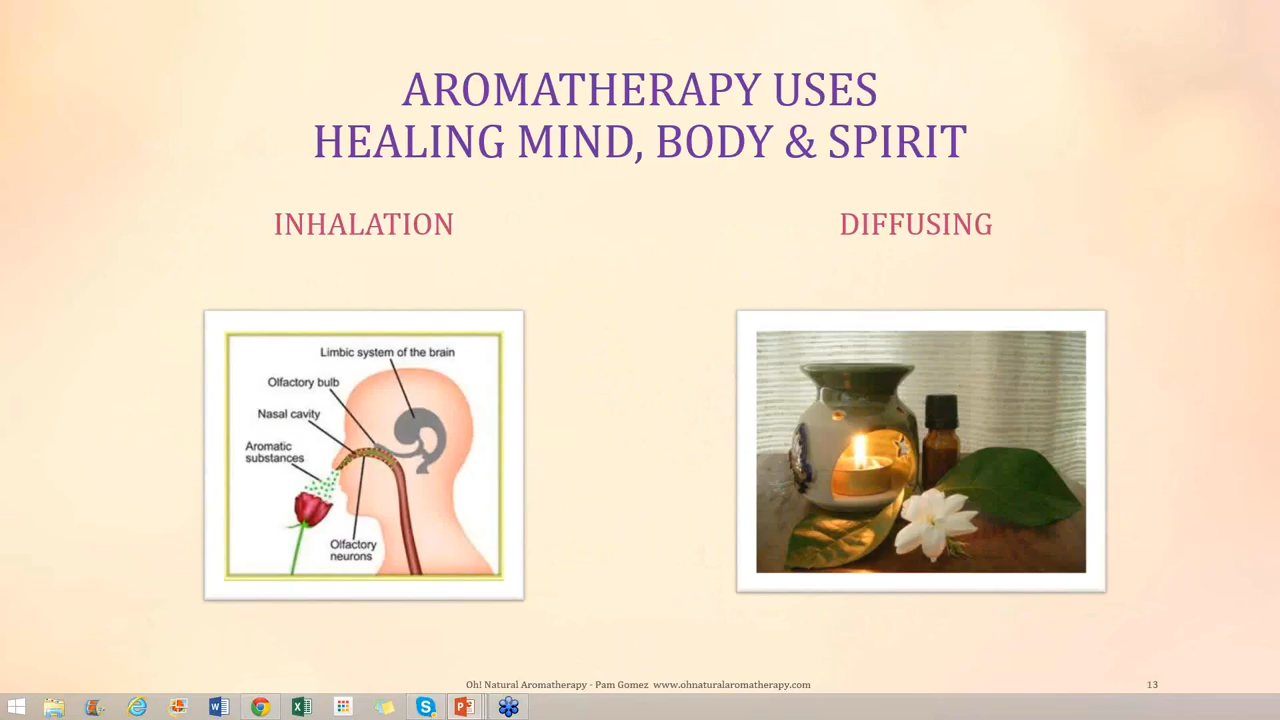 AROMATHERAPY USES
HEALING MIND, BODY & SPIRIT
INHALATION
DIFFUSING
Limbic system of the brain
Olfactory bulb
Nasal cavity
Aromatic
substances
Olfactory
neurons
Oh! Natural Aromatherapy - Pam Gomez www.ohnaturalaromatherapy.com
13